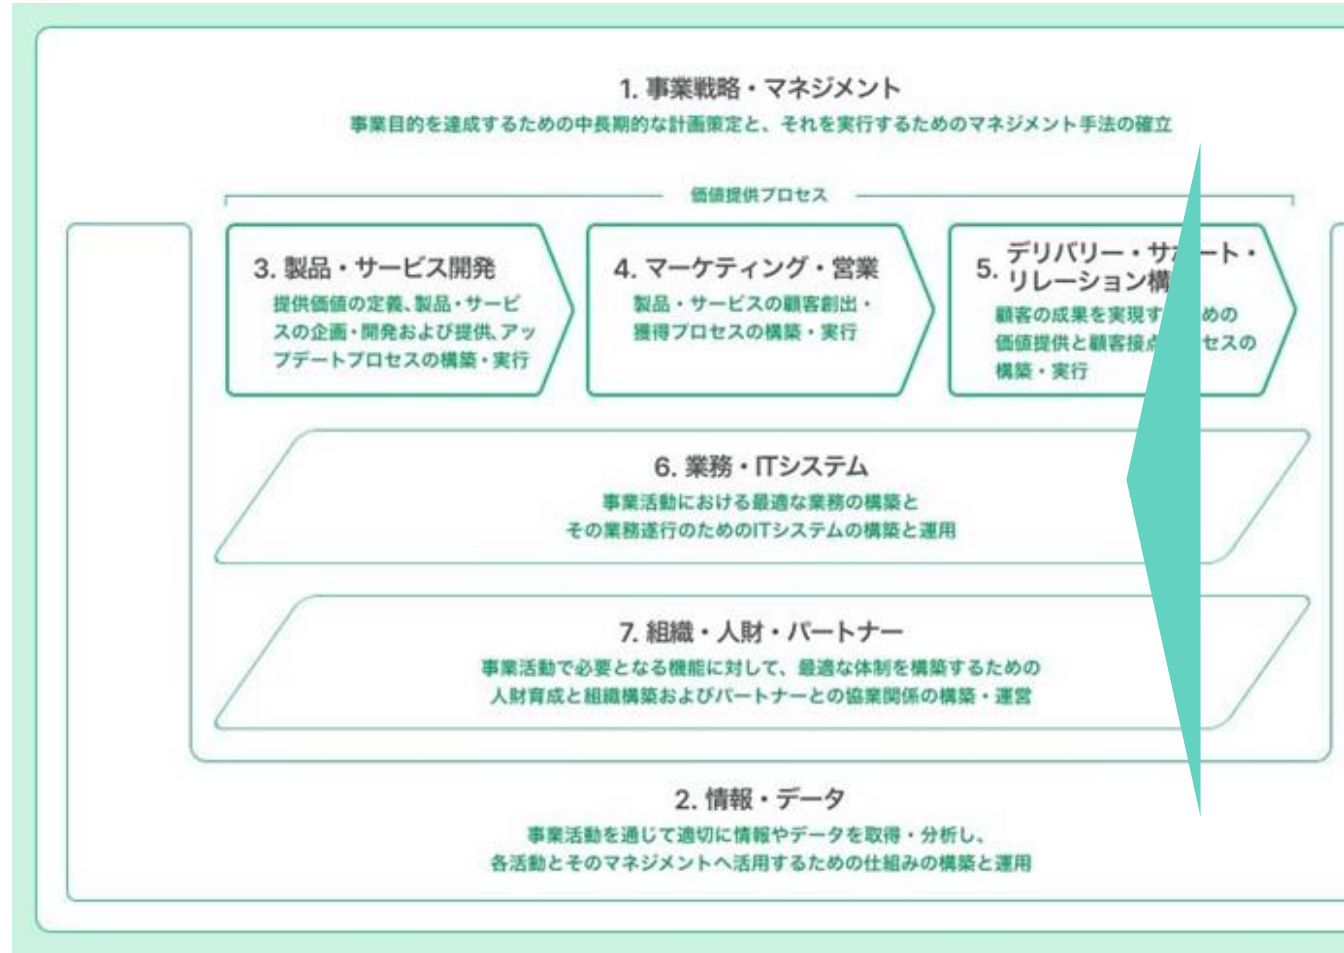 1. 事業戦略・マネジメント
事業目的を達成するための中長期的な計画策定と、それを実行するためのマネジメント手法の確立
価値提供プロセス
3. 製品・サービス開発
提供価値の定義、製品・サービ
スの企画・開発および提供、アッ
プデートプロセスの構築・実行
4. マーケティング・営業
製品・サービスの顧客創出・
獲得プロセスの構築・実行
5. デリバリー・サポート・
リレーション構
顧客の成果を実現す めの
価値提供と顧客接点 セスの
構築・実行
6. 業務・ITシステム
事業活動における最適な業務の構築と
その業務遂行のためのITシステムの構築と運用
7. 組織・人財・パートナー
事業活動で必要となる機能に対して、最適な体制を構築するための
人財育成と組織構築およびパートナーとの協業関係の構築・運営
2. 情報・データ
事業活動を通じて適切に情報やデータを取得・分析し、
各活動とそのマネジメントへ活用するための仕組みの構築と運用